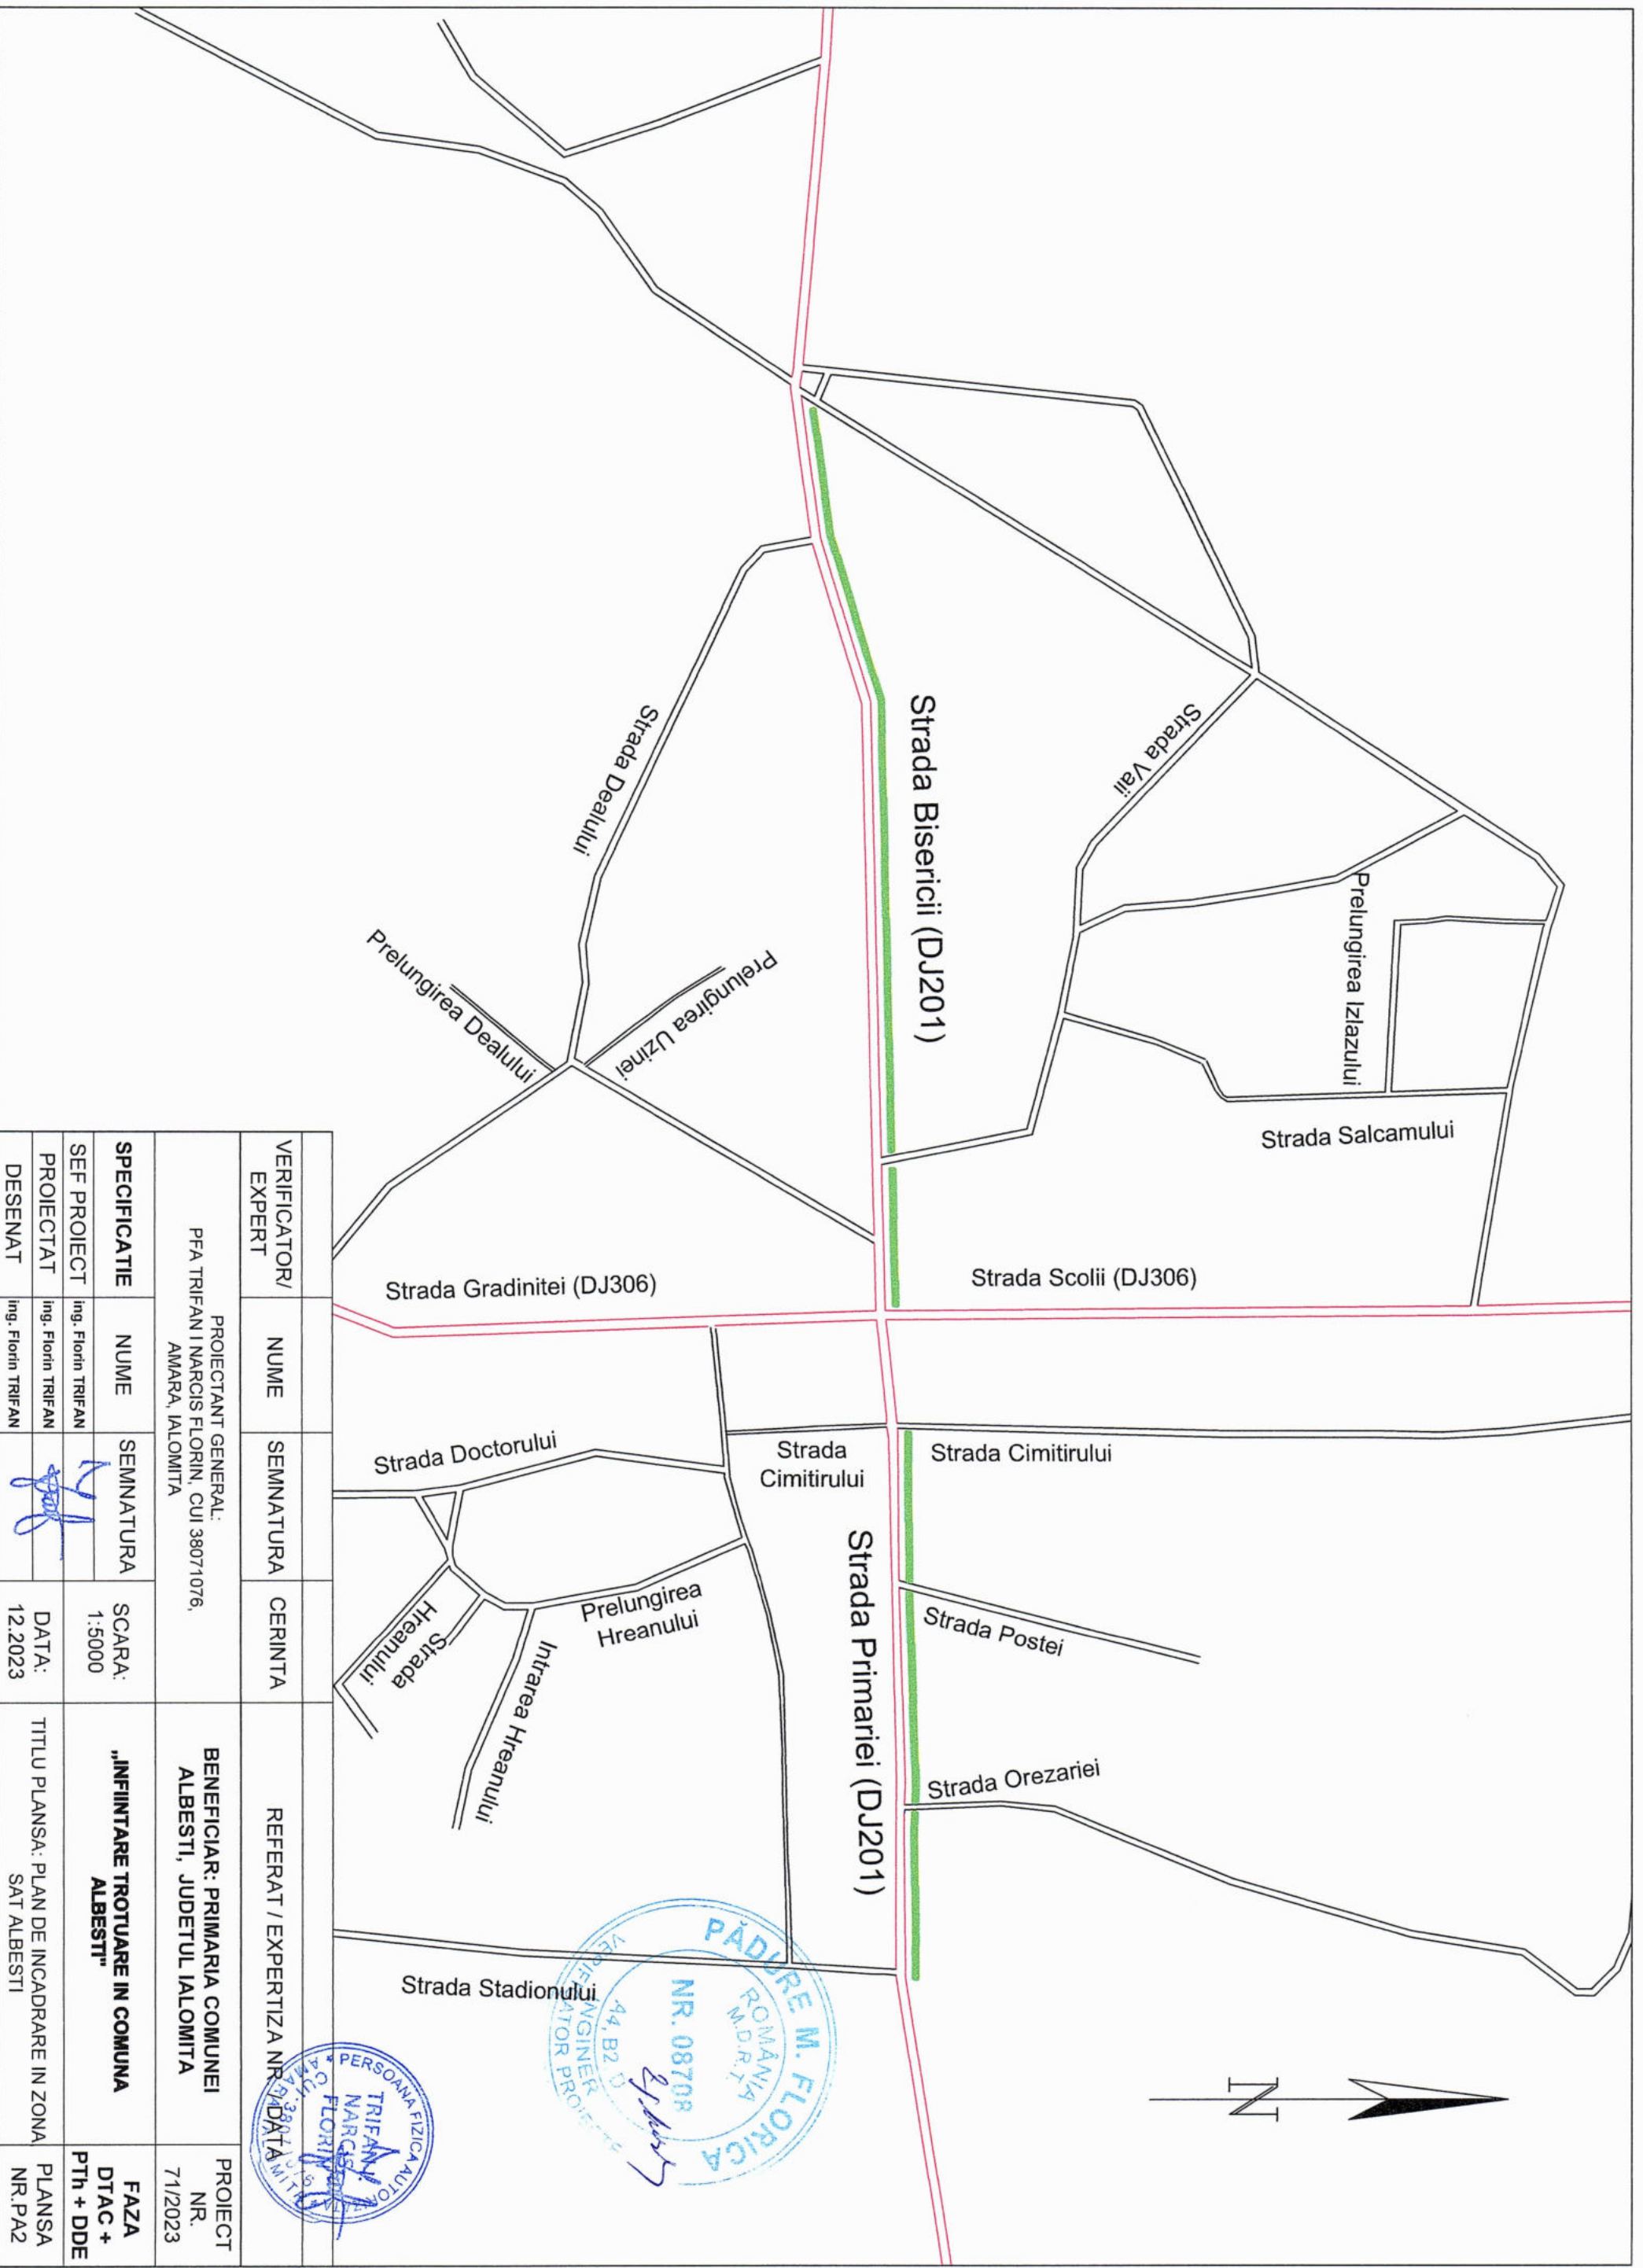 Strada Vaii
Prelungirea Izlazului
Strada Salcamului
Strada Bisericii (DJ201)
Strada Dealului
Prelungirea Uzinei
Prelungirea Dealului
Strada Scolii (DJ306)
Strada Gradinitei (DJ306)
Strada Cimitirului
Strada
Cimitirului
Strada Doctorului
Strada Postei
Strada Primariei (DJ201)
Prelungirea
Hreanului
Strada
Hreanului
Intrarea Hreanului
Strada Orezariei
Strada Stadionului
N
PĂDURE M. FLORICA
ROMÂNIA
M.D.R.T.
NR. 08708
A4, B2, D
VERIFICATOR PROIECTE
VERIFICATOR/
EXPERT
NUME
SEMNATURA
CERINTA
REFERAT / EXPERTIZA NR. /DATA
PERSOANA FIZICA AUTORIZATA
TRIFAN I.
NARCIS
FLORIN
PROIECTANT GENERAL:
PFA TRIFAN I NARCIS FLORIN, CUI 38071076,
AMARA, IALOMITA
BENEFICIAR: PRIMARIA COMUNEI
ALBESTI, JUDETUL IALOMITA
PROIECT
NR.
71/2023
SPECIFICATIE
NUME
SEMNATURA
SCARA:
1:5000
„INFIINTARE TROTUARE IN COMUNA
ALBESTI"
FAZA
DTAC +
PTh + DDE
SEF PROIECT
ing. Florin TRIFAN
PROIECTAT
ing. Florin TRIFAN
DATA:
12.2023
TITLU PLANSA: PLAN DE INCADRARE IN ZONA
SAT ALBESTI
PLANSA
NR.PA2
DESENAT
ing. Florin TRIFAN